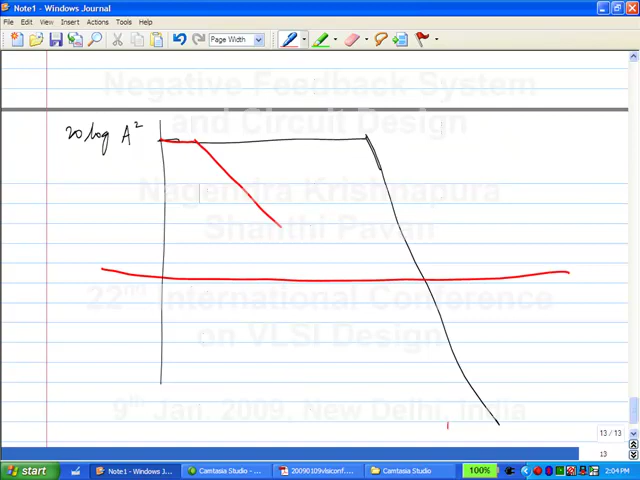 Note1 - Windows Journal
File Edit View Insert Actions Tools Help
Page Width
Negative Feedback System
and Circuit Design
20 log A²
Nagendra Krishnapura
Shanthi Pavan
22nd International Conference
on VLSI Design
9th Jan, 2009, New Delhi, India
13 / 13
13
start
Note1 - Windows Jour...
Camtasia Studio - ...
20090109vlsiconf...
Camtasia Studio
100%
2:04 PM